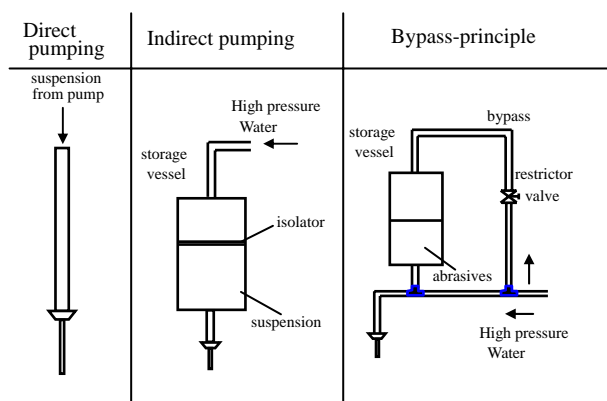 Direct
pumping
Indirect pumping
Bypass-principle
suspension
from pump
High pressure
Water
storage
vessel
isolator
suspension
bypass
storage
vessel
restrictor
valve
abrasives
High pressure
Water